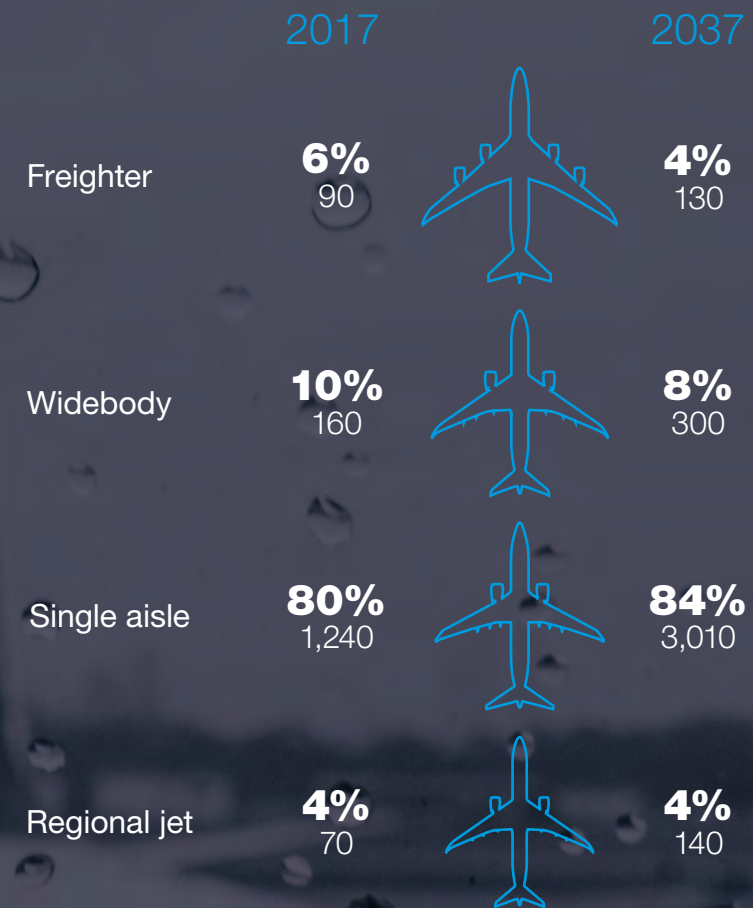 2017 2037
Freighter 6% 4%
90 130
Widebody 10% 8%
160 300
Single aisle 80% 84%
1,240 3,010
Regional jet 4% 4%
70 140